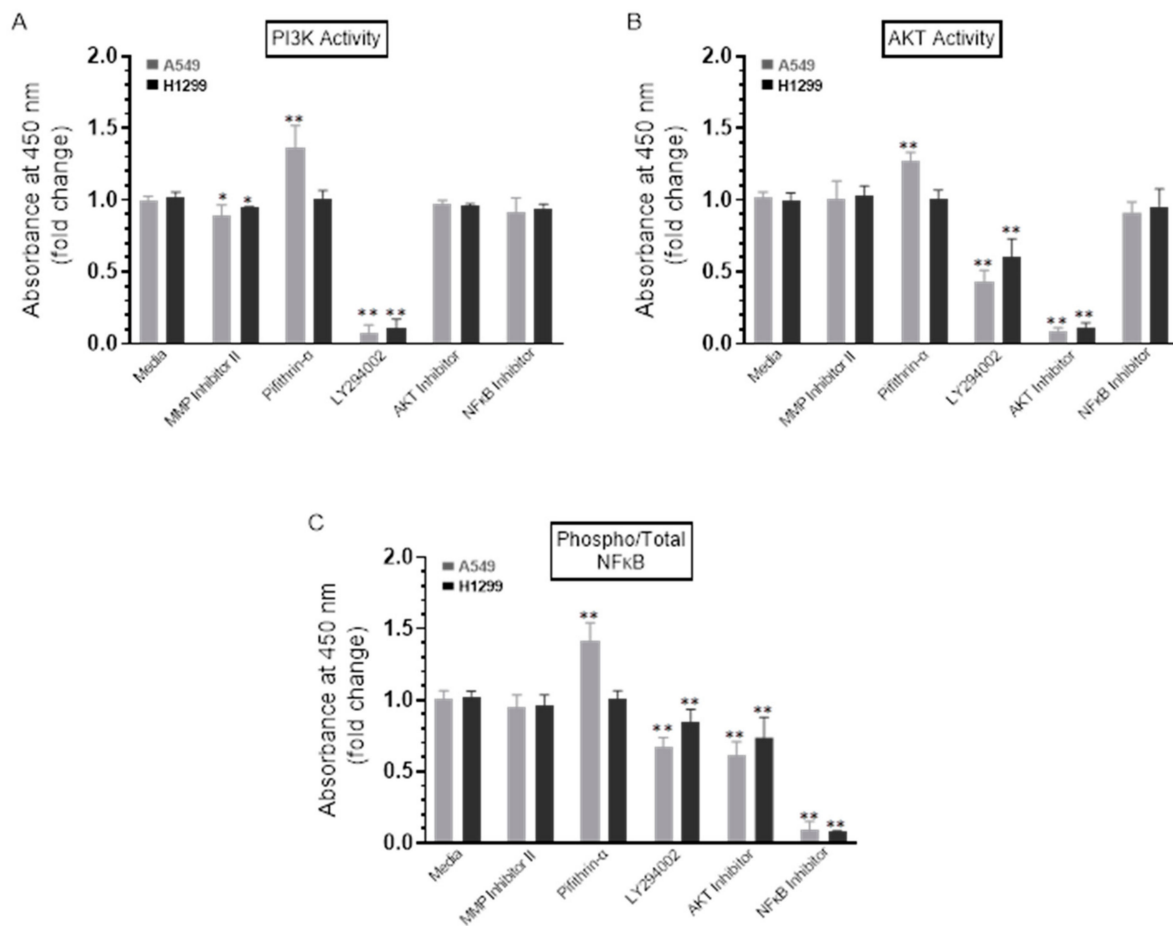 A
PI3K Activity
A549
H1299
Absorbance at 450 nm
(fold change)
2.0
1.5
1.0
0.5
0.0
** 
* *
** **
Media
MMP Inhibitor II
Pifithrin-α
LY294002
AKT Inhibitor
NFκB Inhibitor
B
AKT Activity
A549
H1299
Absorbance at 450 nm
(fold change)
2.0
1.5
1.0
0.5
0.0
**
** **
** **
Media
MMP Inhibitor II
Pifithrin-α
LY294002
AKT Inhibitor
NFκB Inhibitor
C
Phospho/Total
NFκB
A549
H1299
Absorbance at 450 nm
(fold change)
2.0
1.5
1.0
0.5
0.0
**
** **
** **
** **
Media
MMP Inhibitor II
Pifithrin-α
LY294002
AKT Inhibitor
NFκB Inhibitor